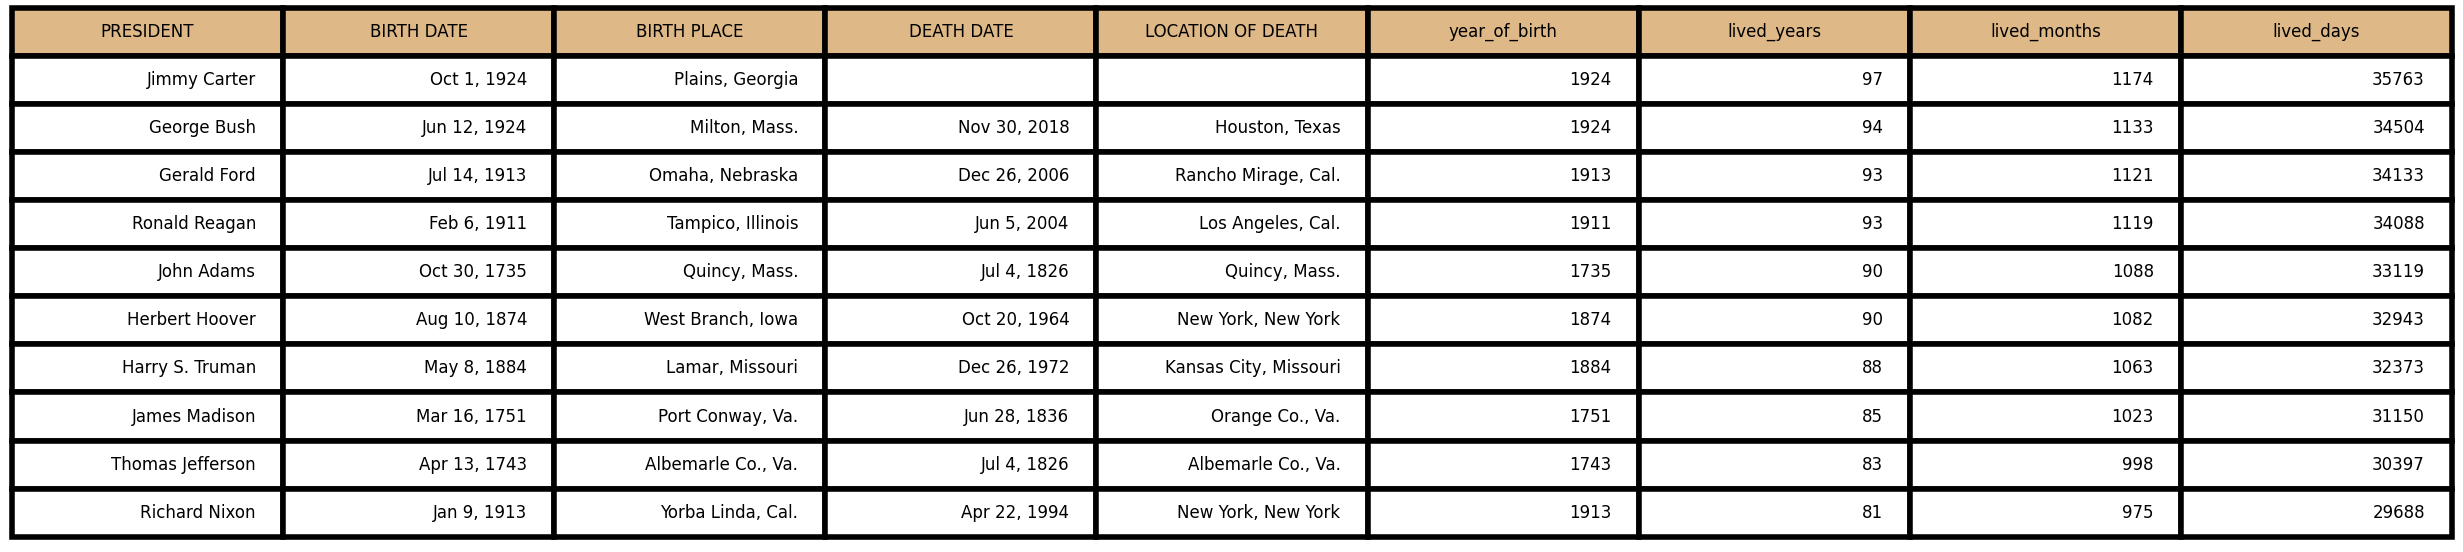 PRESIDENT BIRTH DATE BIRTH PLACE DEATH DATE LOCATION OF DEATH year_of_birth lived_years lived_months lived_days
Jimmy Carter Oct 1, 1924 Plains, Georgia 1924 97 1174 35763
George Bush Jun 12, 1924 Milton, Mass. Nov 30, 2018 Houston, Texas 1924 94 1133 34504
Gerald Ford Jul 14, 1913 Omaha, Nebraska Dec 26, 2006 Rancho Mirage, Cal. 1913 93 1121 34133
Ronald Reagan Feb 6, 1911 Tampico, Illinois Jun 5, 2004 Los Angeles, Cal. 1911 93 1119 34088
John Adams Oct 30, 1735 Quincy, Mass. Jul 4, 1826 Quincy, Mass. 1735 90 1088 33119
Herbert Hoover Aug 10, 1874 West Branch, Iowa Oct 20, 1964 New York, New York 1874 90 1082 32943
Harry S. Truman May 8, 1884 Lamar, Missouri Dec 26, 1972 Kansas City, Missouri 1884 88 1063 32373
James Madison Mar 16, 1751 Port Conway, Va. Jun 28, 1836 Orange Co., Va. 1751 85 1023 31150
Thomas Jefferson Apr 13, 1743 Albemarle Co., Va. Jul 4, 1826 Albemarle Co., Va. 1743 83 998 30397
Richard Nixon Jan 9, 1913 Yorba Linda, Cal. Apr 22, 1994 New York, New York 1913 81 975 29688